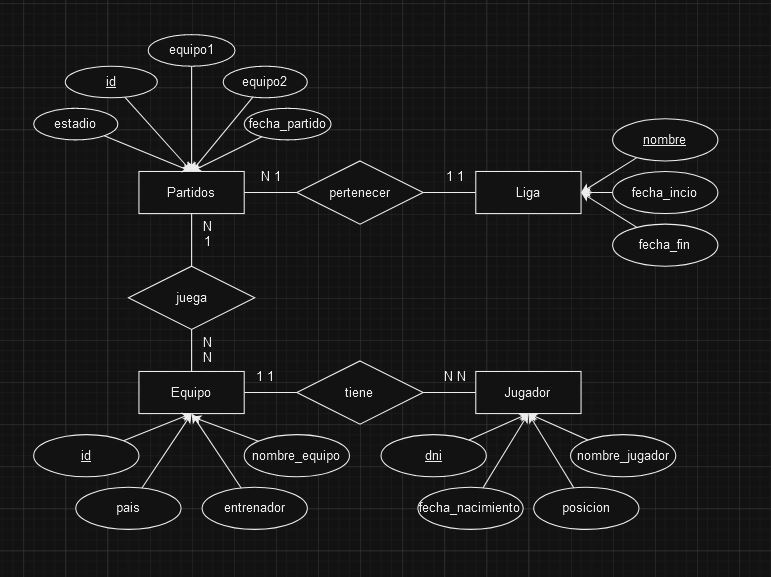 equipo1
id
equipo2
estadio
fecha_partido
nombre
Partidos
N 1
pertenecer
1 1
Liga
fecha_incio
fecha_fin
N
1
juega
N
N
Equipo
1 1
tiene
N N
Jugador
id
nombre_equipo
dni
nombre_jugador
pais
entrenador
fecha_nacimiento
posicion